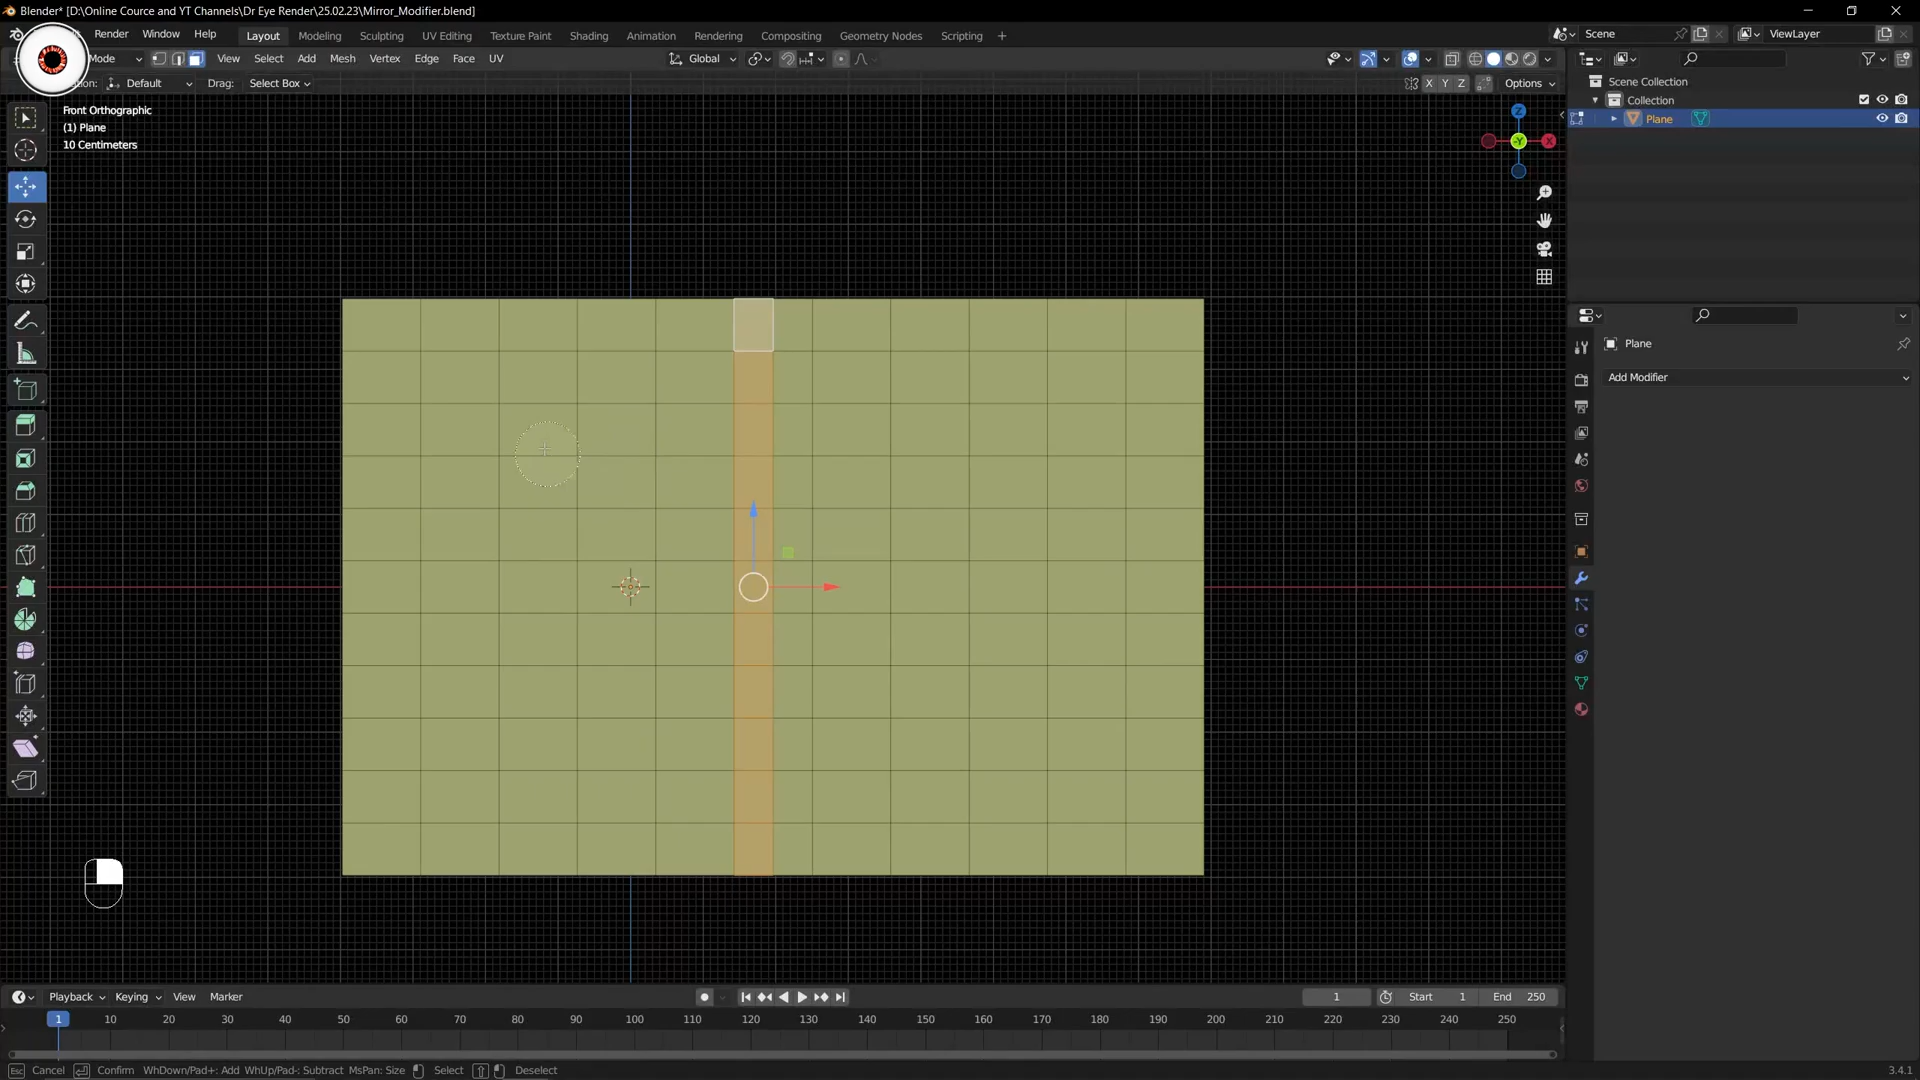 Blender* [D:\Online Cource and YT Channels\Dr Eye Render\25.02.23\Mirror_Modifier.blend]
Render Window Help Layout Modeling Sculpting UV Editing Texture Paint Shading Animation Rendering Compositing Geometry Nodes Scripting + Scene ViewLayer
Mode View Select Add Mesh Vertex Edge Face UV Global
Default Drag: Select Box X Y Z Options
Front Orthographic
(1) Plane
10 Centimeters
Z
-Y
X
Scene Collection
Collection
Plane
Plane
Add Modifier
Playback Keying View Marker 1 Start 1 End 250
1 10 20 30 40 50 60 70 80 90 100 110 120 130 140 150 160 170 180 190 200 210 220 230 240 250
Esc Cancel Confirm WhDown/Pad+: Add WhUp/Pad-: Subtract MsPan: Size Select Deselect 3.4.1